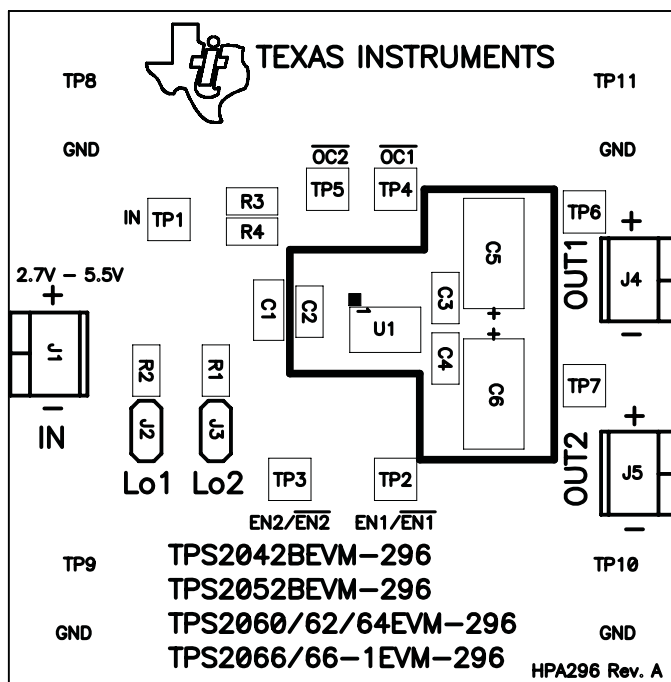 TEXAS INSTRUMENTS
TP8
TP11
GND
GND
OC2
OC1
TP5
TP4
IN
TP1
R3
R4
TP6
C5
OUT1
+
J4
−
2.7V − 5.5V
+
J1
−
IN
C1
C2
1
U1
C3
+
+
C4
C6
R2
R1
J2
J3
Lo1
Lo2
TP7
OUT2
+
J5
−
TP3
TP2
EN2/EN2
EN1/EN1
TPS2042BEVM−296
TPS2052BEVM−296
TPS2060/62/64EVM−296
TPS2066/66−1EVM−296
TP9
TP10
GND
GND
HPA296 Rev. A